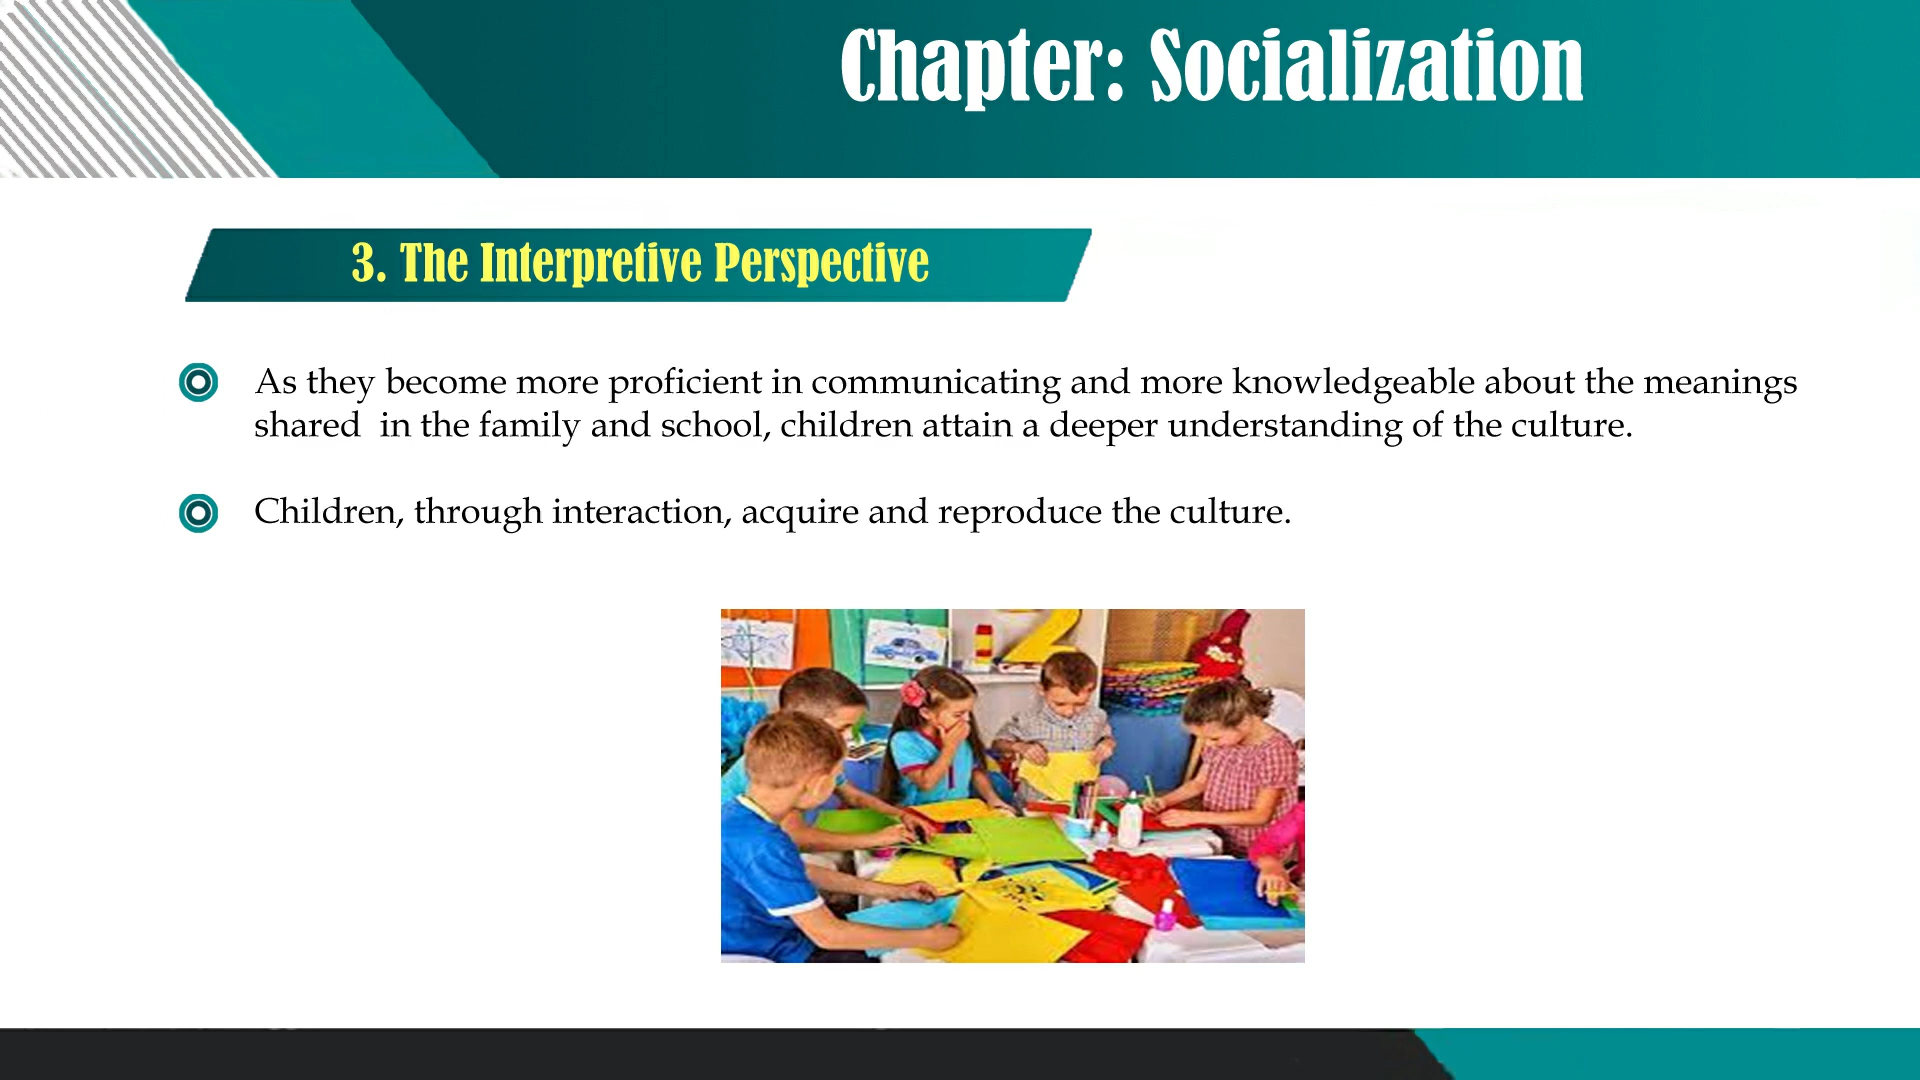 Chapter: Socialization
3. The Interpretive Perspective
As they become more proficient in communicating and more knowledgeable about the meanings
shared  in the family and school, children attain a deeper understanding of the culture.
Children, through interaction, acquire and reproduce the culture.
2